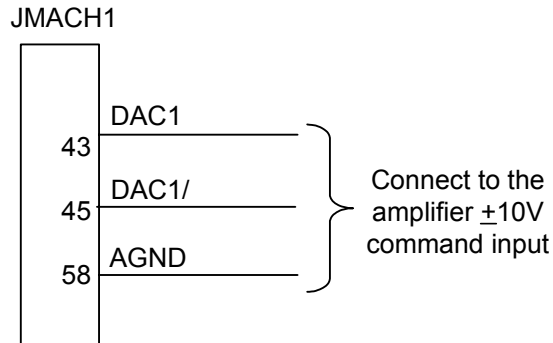 JMACH1
DAC1
43
DAC1/
45
AGND
58
Connect to the
amplifier ±10V
command input